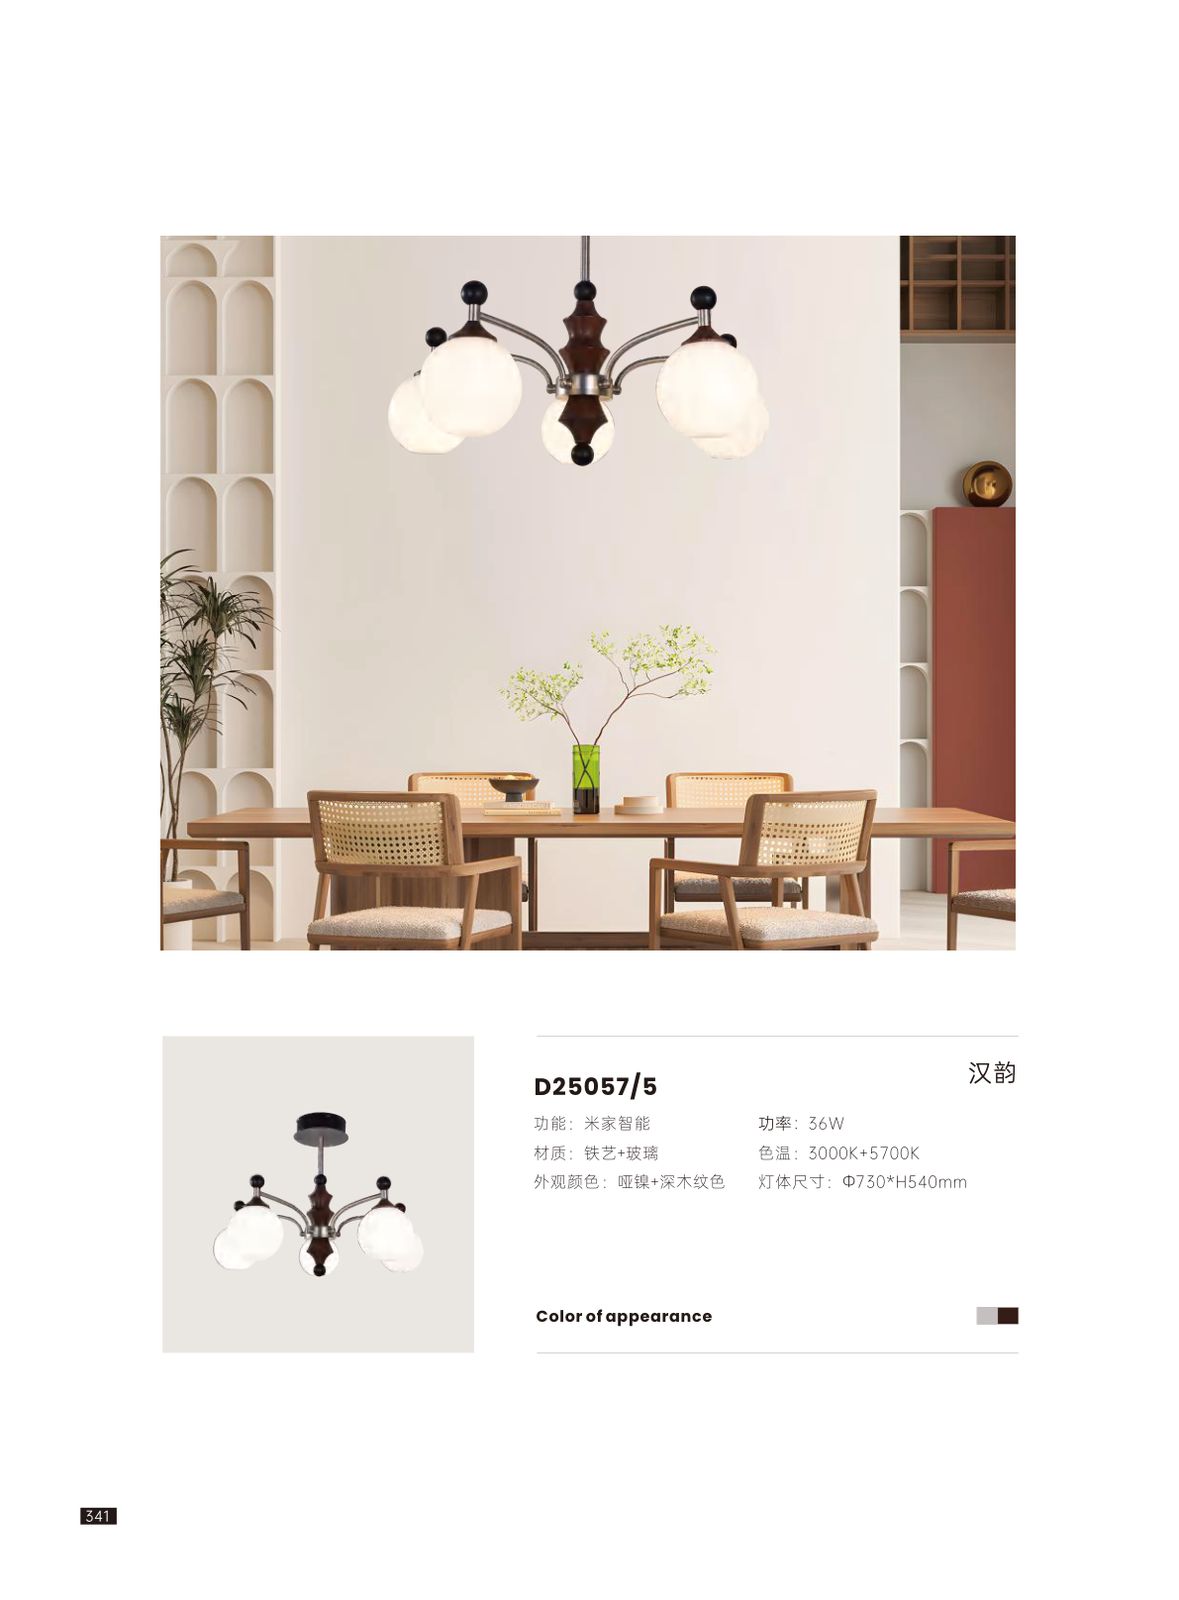 汉韵
D25057/5
功能：米家智能
功率：36W
材质：铁艺+玻璃
色温：3000K+5700K
外观颜色：哑镍+深木纹色
灯体尺寸：Φ730*H540mm
Color of appearance
341